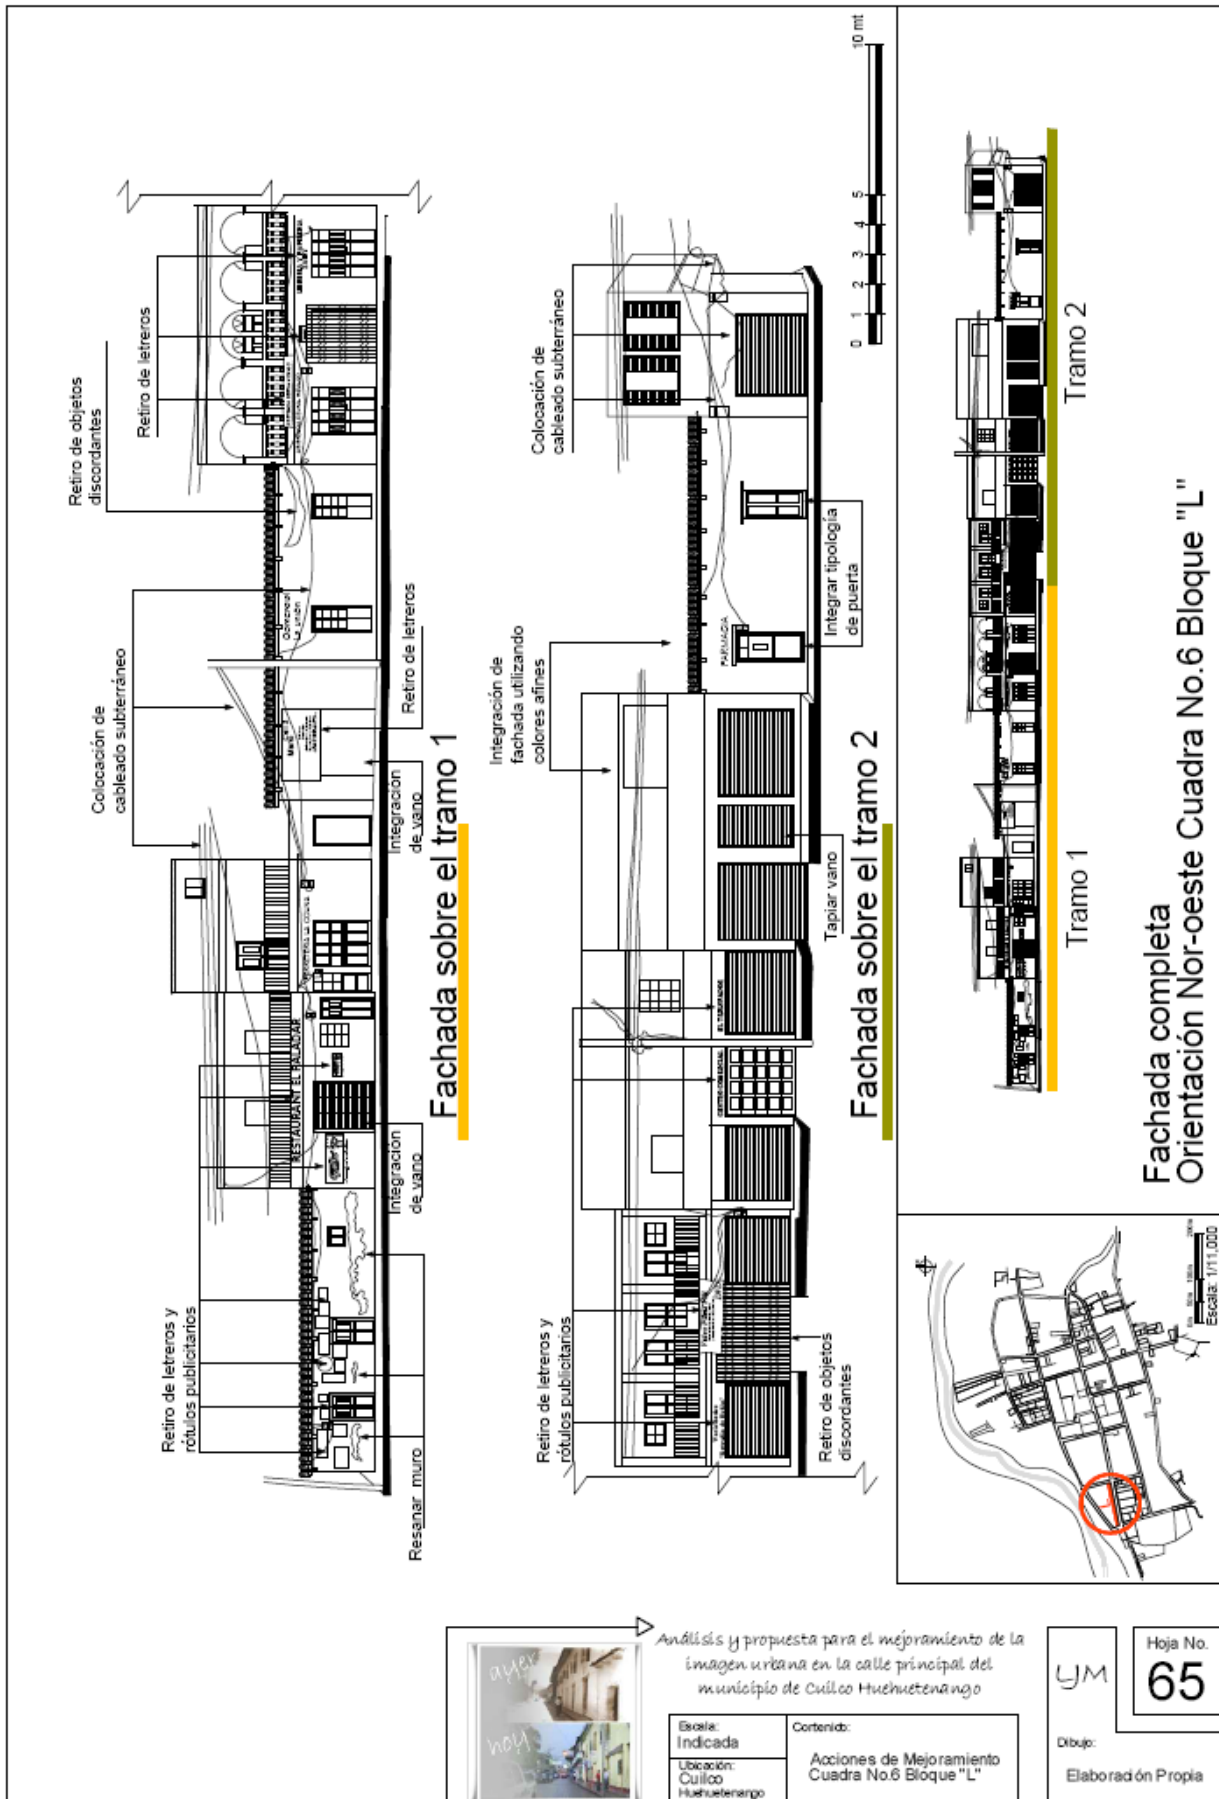 Retiro de objetos
discordantes
Retiro de letreros
Colocación de
cableado subterráneo
Retiro de letreros y
rótulos publicitarios
RESTAURANT EL PALADAR
Comercial
La Unión
Resanar muro
Integración
de vano
Integración
de vano
Retiro de letreros
Fachada sobre el tramo 1
Retiro de letreros y
rótulos publicitarios
Integración de
fachada utilizando
colores afines
Colocación de
cableado subterráneo
CENTRO COMERCIAL
FARMACIA
Retiro de objetos
discordantes
Tapiar vano
Integrar tipología
de puerta
Fachada sobre el tramo 2
0 1 2 3 4 5 10 mt
Tramo 1
Tramo 2
Fachada completa
Orientación Nor-oeste Cuadra No.6 Bloque "L"
Escala: 1/11,000
ayer
hoy
Análisis y propuesta para el mejoramiento de la
imagen urbana en la calle principal del
municipio de Cuilco Huehuetenango
Escala:
Indicada
Ubicación:
Cuilco
Huehuetenango
Contenido:
Acciones de Mejoramiento
Cuadra No.6 Bloque "L"
YM
Hoja No.
65
Dibujo:
Elaboración Propia